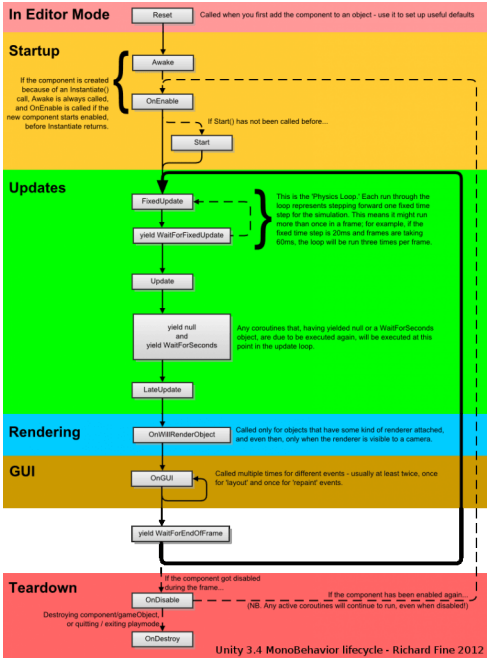 In Editor Mode
Reset
Called when you first add the component to an object - use it to set up useful defaults
Startup
Awake
If the component is created
because of an Instantiate()
call, Awake is always called,
and OnEnable is called if the
new component starts enabled,
before Instantiate returns.
OnEnable
If Start() has not been called before...
Start
Updates
FixedUpdate
This is the 'Physics Loop.' Each run through the
loop represents stepping forward one fixed time
step for the simulation. This means it might run
more than once in a frame; for example, if the
fixed time step is 20ms and frames are taking
60ms, the loop will be run three times per frame.
yield WaitForFixedUpdate
Update
yield null
and
yield WaitForSeconds
Any coroutines that, having yielded null or a WaitForSeconds
object, are due to be executed again, will be executed at this
point in the update loop.
LateUpdate
Rendering
OnWillRenderObject
Called only for objects that have some kind of renderer attached,
and even then, only when the renderer is visible to a camera.
GUI
OnGUI
Called multiple times for different events - usually at least twice, once
for 'layout' and once for 'repaint' events.
yield WaitForEndOfFrame
Teardown
If the component got disabled
during the frame...
OnDisable
If the component has been enabled again...
(NB. Any active coroutines will continue to run, even when disabled!)
Destroying component/gameObject,
or quitting / exiting playmode
OnDestroy
Unity 3.4 MonoBehavior lifecycle - Richard Fine 2012